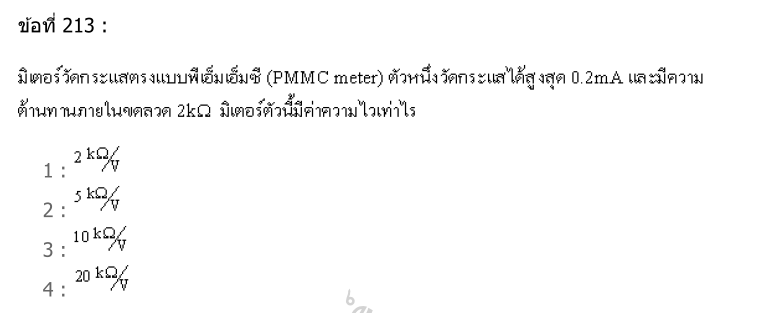 ข้อที่ 213 :
มิเตอร์วัดกระแสตรงแบบพีเอ็มเอ็มซี (PMMC meter) ตัวหนึ่งวัดกระแสได้สูงสุด 0.2mA และมีความ
ต้านทานภายในขดลวด 2kΩ มิเตอร์ตัวนี้มีค่าความไวเท่าไร
1 : 2 kΩ/V
2 : 5 kΩ/V
3 : 10 kΩ/V
4 : 20 kΩ/V